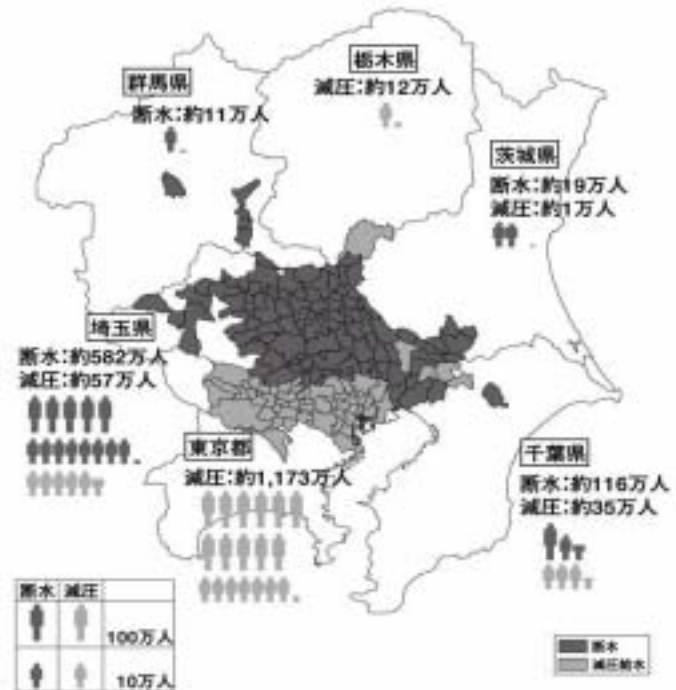 群馬県
断水：約11万人
栃木県
減圧：約12万人
茨城県
断水：約19万人
減圧：約1万人
埼玉県
断水：約582万人
減圧：約57万人
東京都
減圧：約1,173万人
千葉県
断水：約116万人
減圧：約35万人
断水 減圧
100万人
10万人
断水
減圧給水